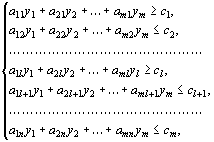 a₁₁y₁ + a₂₁y₂ + ... + aₘ₁yₘ ≥ c₁,
a₁₂y₁ + a₂₂y₂ + ... + aₘ₂yₘ ≤ c₂,
................................................
a₁ₗy₁ + a₂ₗy₂ + ... + aₘₗyₗ ≥ cₗ,
a₁ₗ₊₁y₁ + a₂ₗ₊₁y₂ + ... + aₘₗ₊₁yₘ ≤ cₗ₊₁,
................................................
a₁ₙy₁ + a₂ₙy₂ + ... + aₘₙyₘ ≤ cₘ,